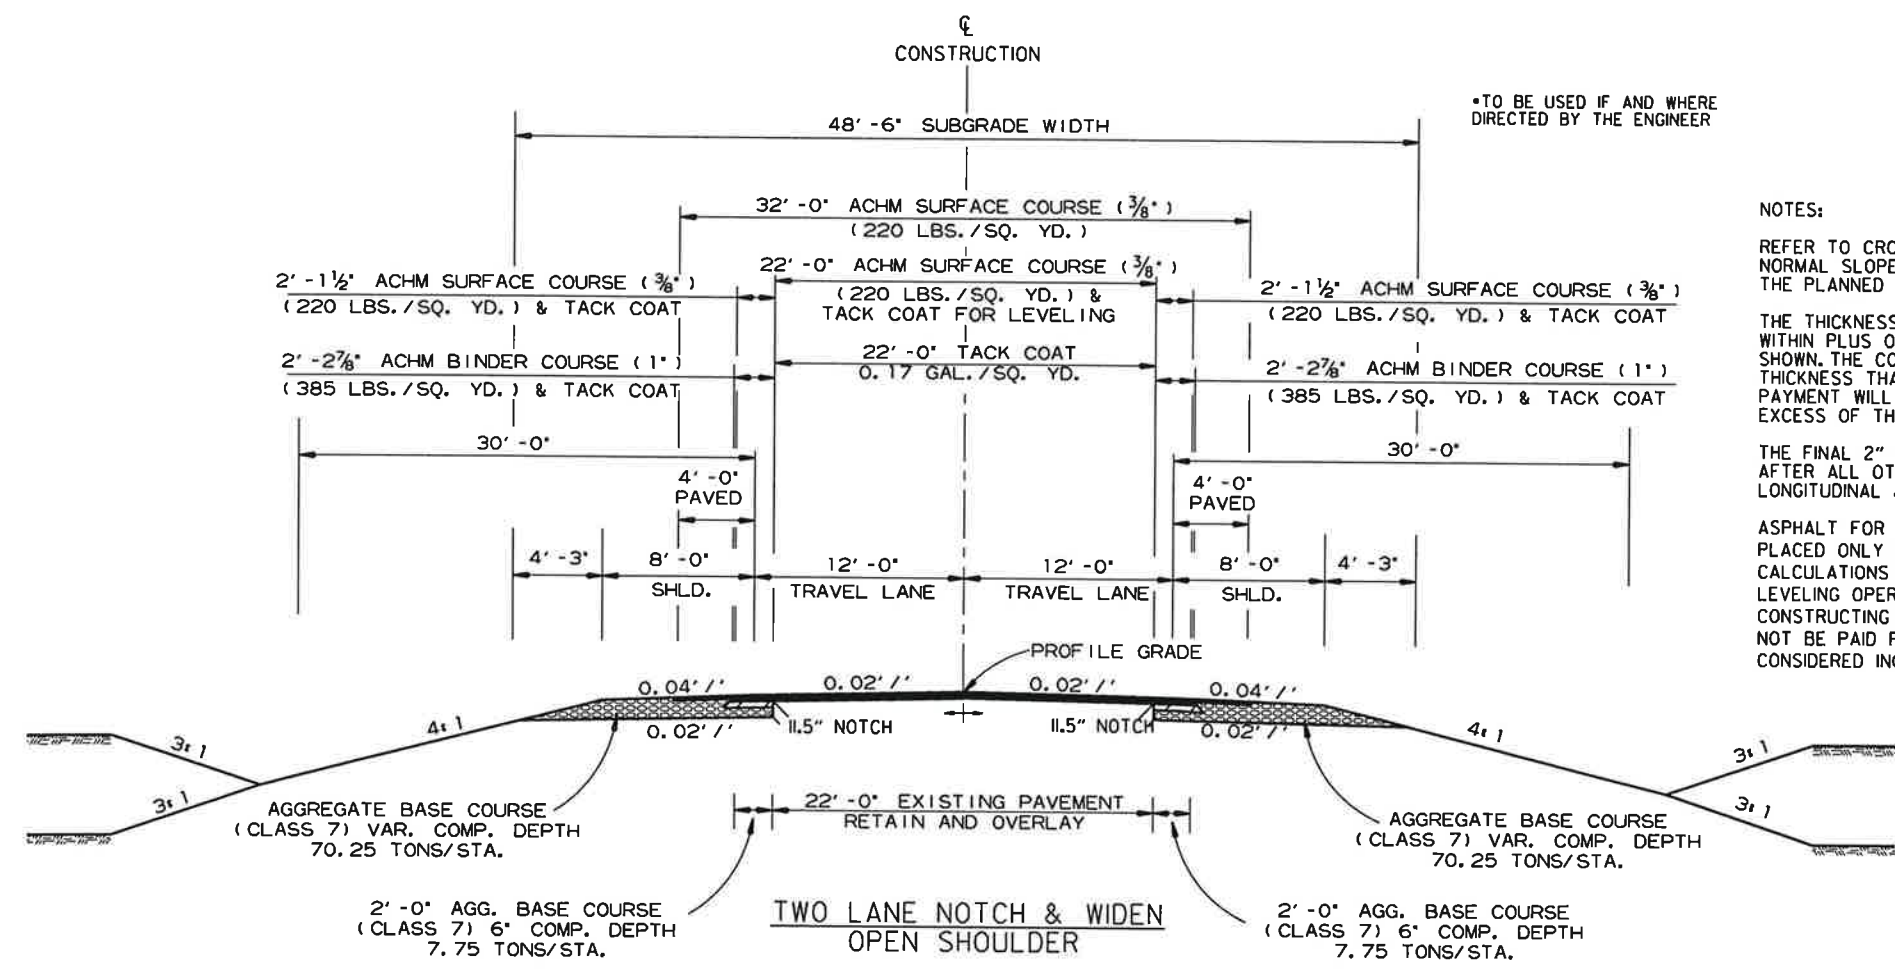 ℄
CONSTRUCTION
•TO BE USED IF AND WHERE
DIRECTED BY THE ENGINEER
48'-6" SUBGRADE WIDTH
32'-0" ACHM SURFACE COURSE (3/8")
(220 LBS./SQ. YD.)
22'-0" ACHM SURFACE COURSE (3/8")
(220 LBS./SQ. YD.) &
TACK COAT FOR LEVELING
22'-0" TACK COAT
0.17 GAL./SQ. YD.
2'-1½" ACHM SURFACE COURSE (3/8")
(220 LBS./SQ. YD.) & TACK COAT
2'-2⅞" ACHM BINDER COURSE (1")
(385 LBS./SQ. YD.) & TACK COAT
2'-1½" ACHM SURFACE COURSE (3/8")
(220 LBS./SQ. YD.) & TACK COAT
2'-2⅞" ACHM BINDER COURSE (1")
(385 LBS./SQ. YD.) & TACK COAT
30'-0"
30'-0"
4'-0"
PAVED
4'-0"
PAVED
4'-3"
8'-0"
SHLD.
12'-0"
TRAVEL LANE
12'-0"
TRAVEL LANE
8'-0"
SHLD.
4'-3"
PROFILE GRADE
0.04'/'
0.02'/'
0.02'/'
0.04'/'
0.02'/'
11.5" NOTCH
11.5" NOTCH
0.02'/'
3:1
4:1
3:1
4:1
3:1
3:1
AGGREGATE BASE COURSE
(CLASS 7) VAR. COMP. DEPTH
70.25 TONS/STA.
22'-0" EXISTING PAVEMENT
RETAIN AND OVERLAY
AGGREGATE BASE COURSE
(CLASS 7) VAR. COMP. DEPTH
70.25 TONS/STA.
2'-0" AGG. BASE COURSE
(CLASS 7) 6" COMP. DEPTH
7.75 TONS/STA.
TWO LANE NOTCH & WIDEN
OPEN SHOULDER
2'-0" AGG. BASE COURSE
(CLASS 7) 6" COMP. DEPTH
7.75 TONS/STA.
NOTES:
REFER TO CRO
NORMAL SLOPE
THE PLANNED
THE THICKNESS
WITHIN PLUS O
SHOWN. THE CO
THICKNESS THA
PAYMENT WILL
EXCESS OF TH
THE FINAL 2"
AFTER ALL OT
LONGITUDINAL
ASPHALT FOR
PLACED ONLY
CALCULATIONS
LEVELING OPER
CONSTRUCTING
NOT BE PAID F
CONSIDERED IN